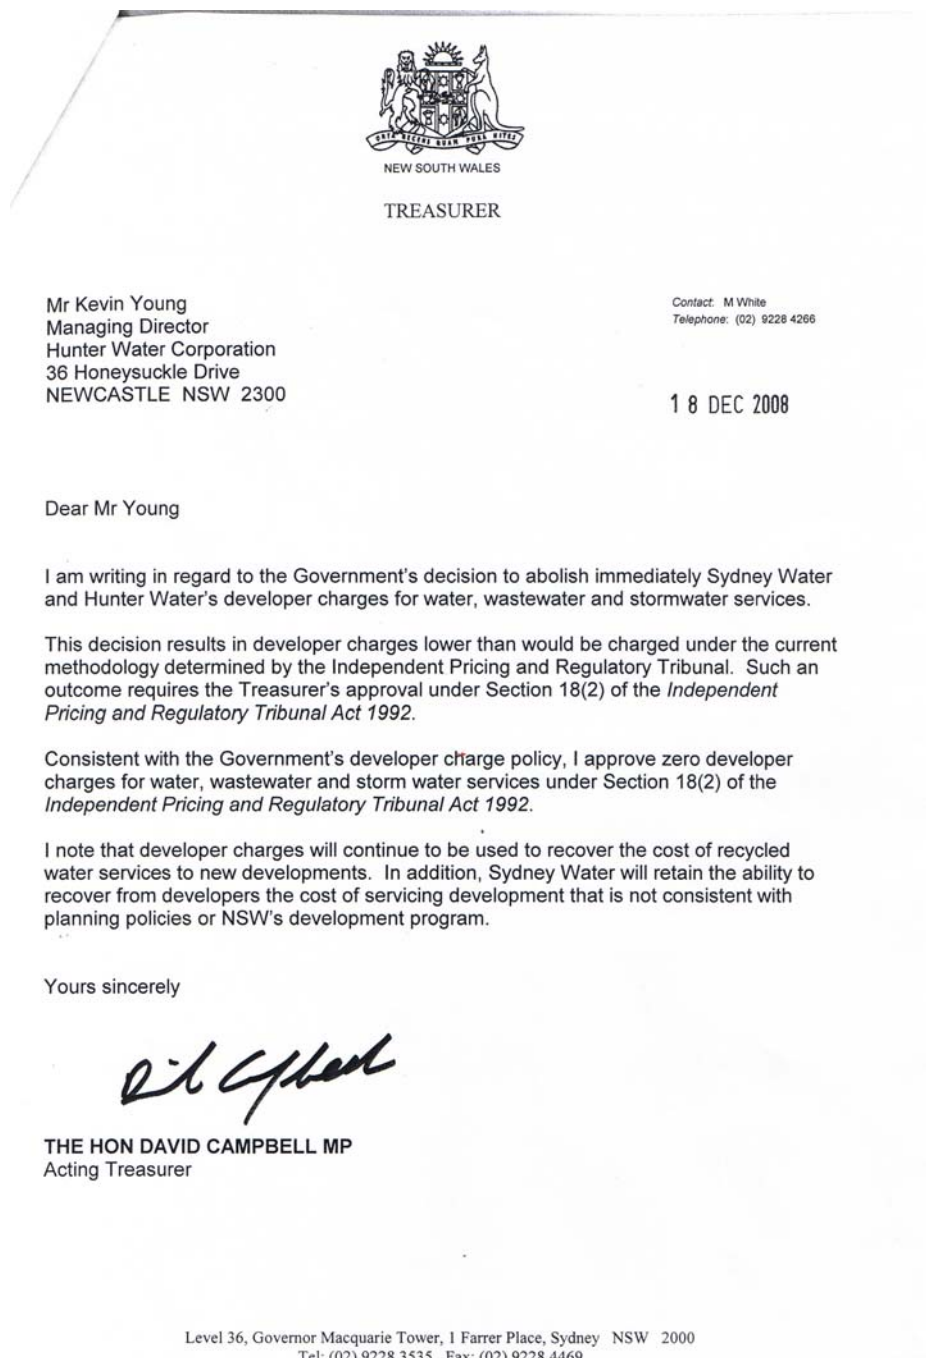 NEW SOUTH WALES
TREASURER
Mr Kevin Young
Managing Director
Hunter Water Corporation
36 Honeysuckle Drive
NEWCASTLE NSW 2300
Contact: M White
Telephone: (02) 9228 4266
18 DEC 2008
Dear Mr Young
I am writing in regard to the Government's decision to abolish immediately Sydney Water
and Hunter Water's developer charges for water, wastewater and stormwater services.
This decision results in developer charges lower than would be charged under the current
methodology determined by the Independent Pricing and Regulatory Tribunal. Such an
outcome requires the Treasurer's approval under Section 18(2) of the Independent
Pricing and Regulatory Tribunal Act 1992.
Consistent with the Government's developer charge policy, I approve zero developer
charges for water, wastewater and storm water services under Section 18(2) of the
Independent Pricing and Regulatory Tribunal Act 1992.
I note that developer charges will continue to be used to recover the cost of recycled
water services to new developments. In addition, Sydney Water will retain the ability to
recover from developers the cost of servicing development that is not consistent with
planning policies or NSW's development program.
Yours sincerely
THE HON DAVID CAMPBELL MP
Acting Treasurer
Level 36, Governor Macquarie Tower, 1 Farrer Place, Sydney NSW 2000
Tel: (02) 9228 3535 Fax: (02) 9228 4469